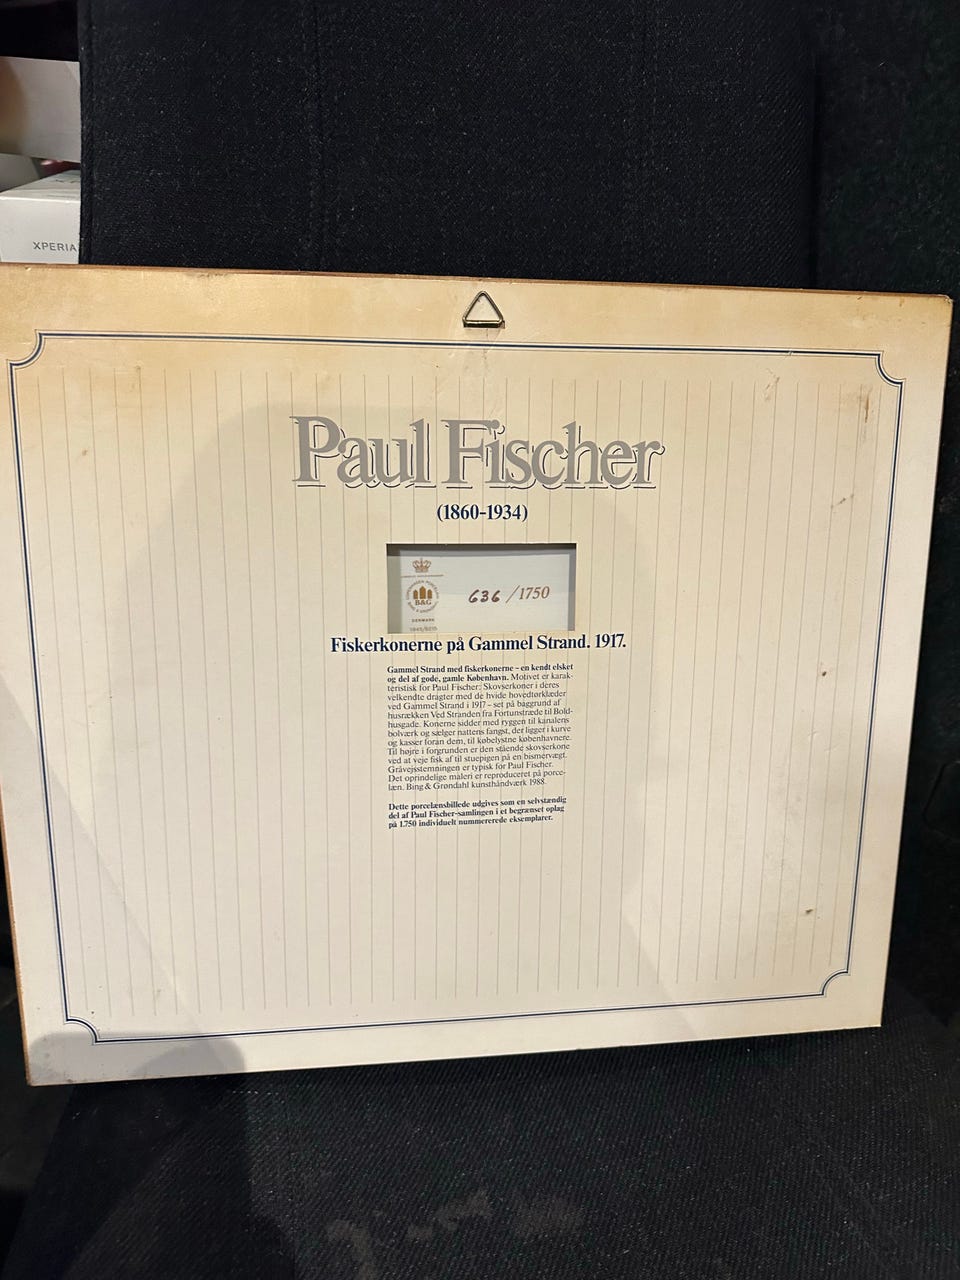 XPERIA
Paul Fischer
(1860-1934)
B&G
DENMARK
636/1750
Fiskerkonerne på Gammel Strand. 1917.
Gammel Strand med fiskerkonerne – en kendt elsket
og del af gode, gamle København. Motivet er karak-
teristisk for Paul Fischer: Skovserkoner i deres
velkendte dragter med de hvide hovedtørklæder
ved Gammel Strand i 1917 – set på baggrund af
husrækken Ved Stranden fra Fortunstræde til Bold-
husgade. Konerne sidder med ryggen til kanalens
bolværk og sælger nattens fangst, der ligger i kurve
og kasser foran dem, til købelystne københavnere.
Til højre i forgrunden er den stående skovserkone
ved at veje fisk af til stuepigen på en bismervægt.
Gråvejsstemningen er typisk for Paul Fischer.
Det oprindelige maleri er reproduceret på porce-
læn. Bing & Grøndahl kunsthåndværk 1988.
Dette porcelænsbillede udgives som en selvstændig
del af Paul Fischer-samlingen i et begrænset oplag
på 1.750 individuelt nummererede eksemplarer.